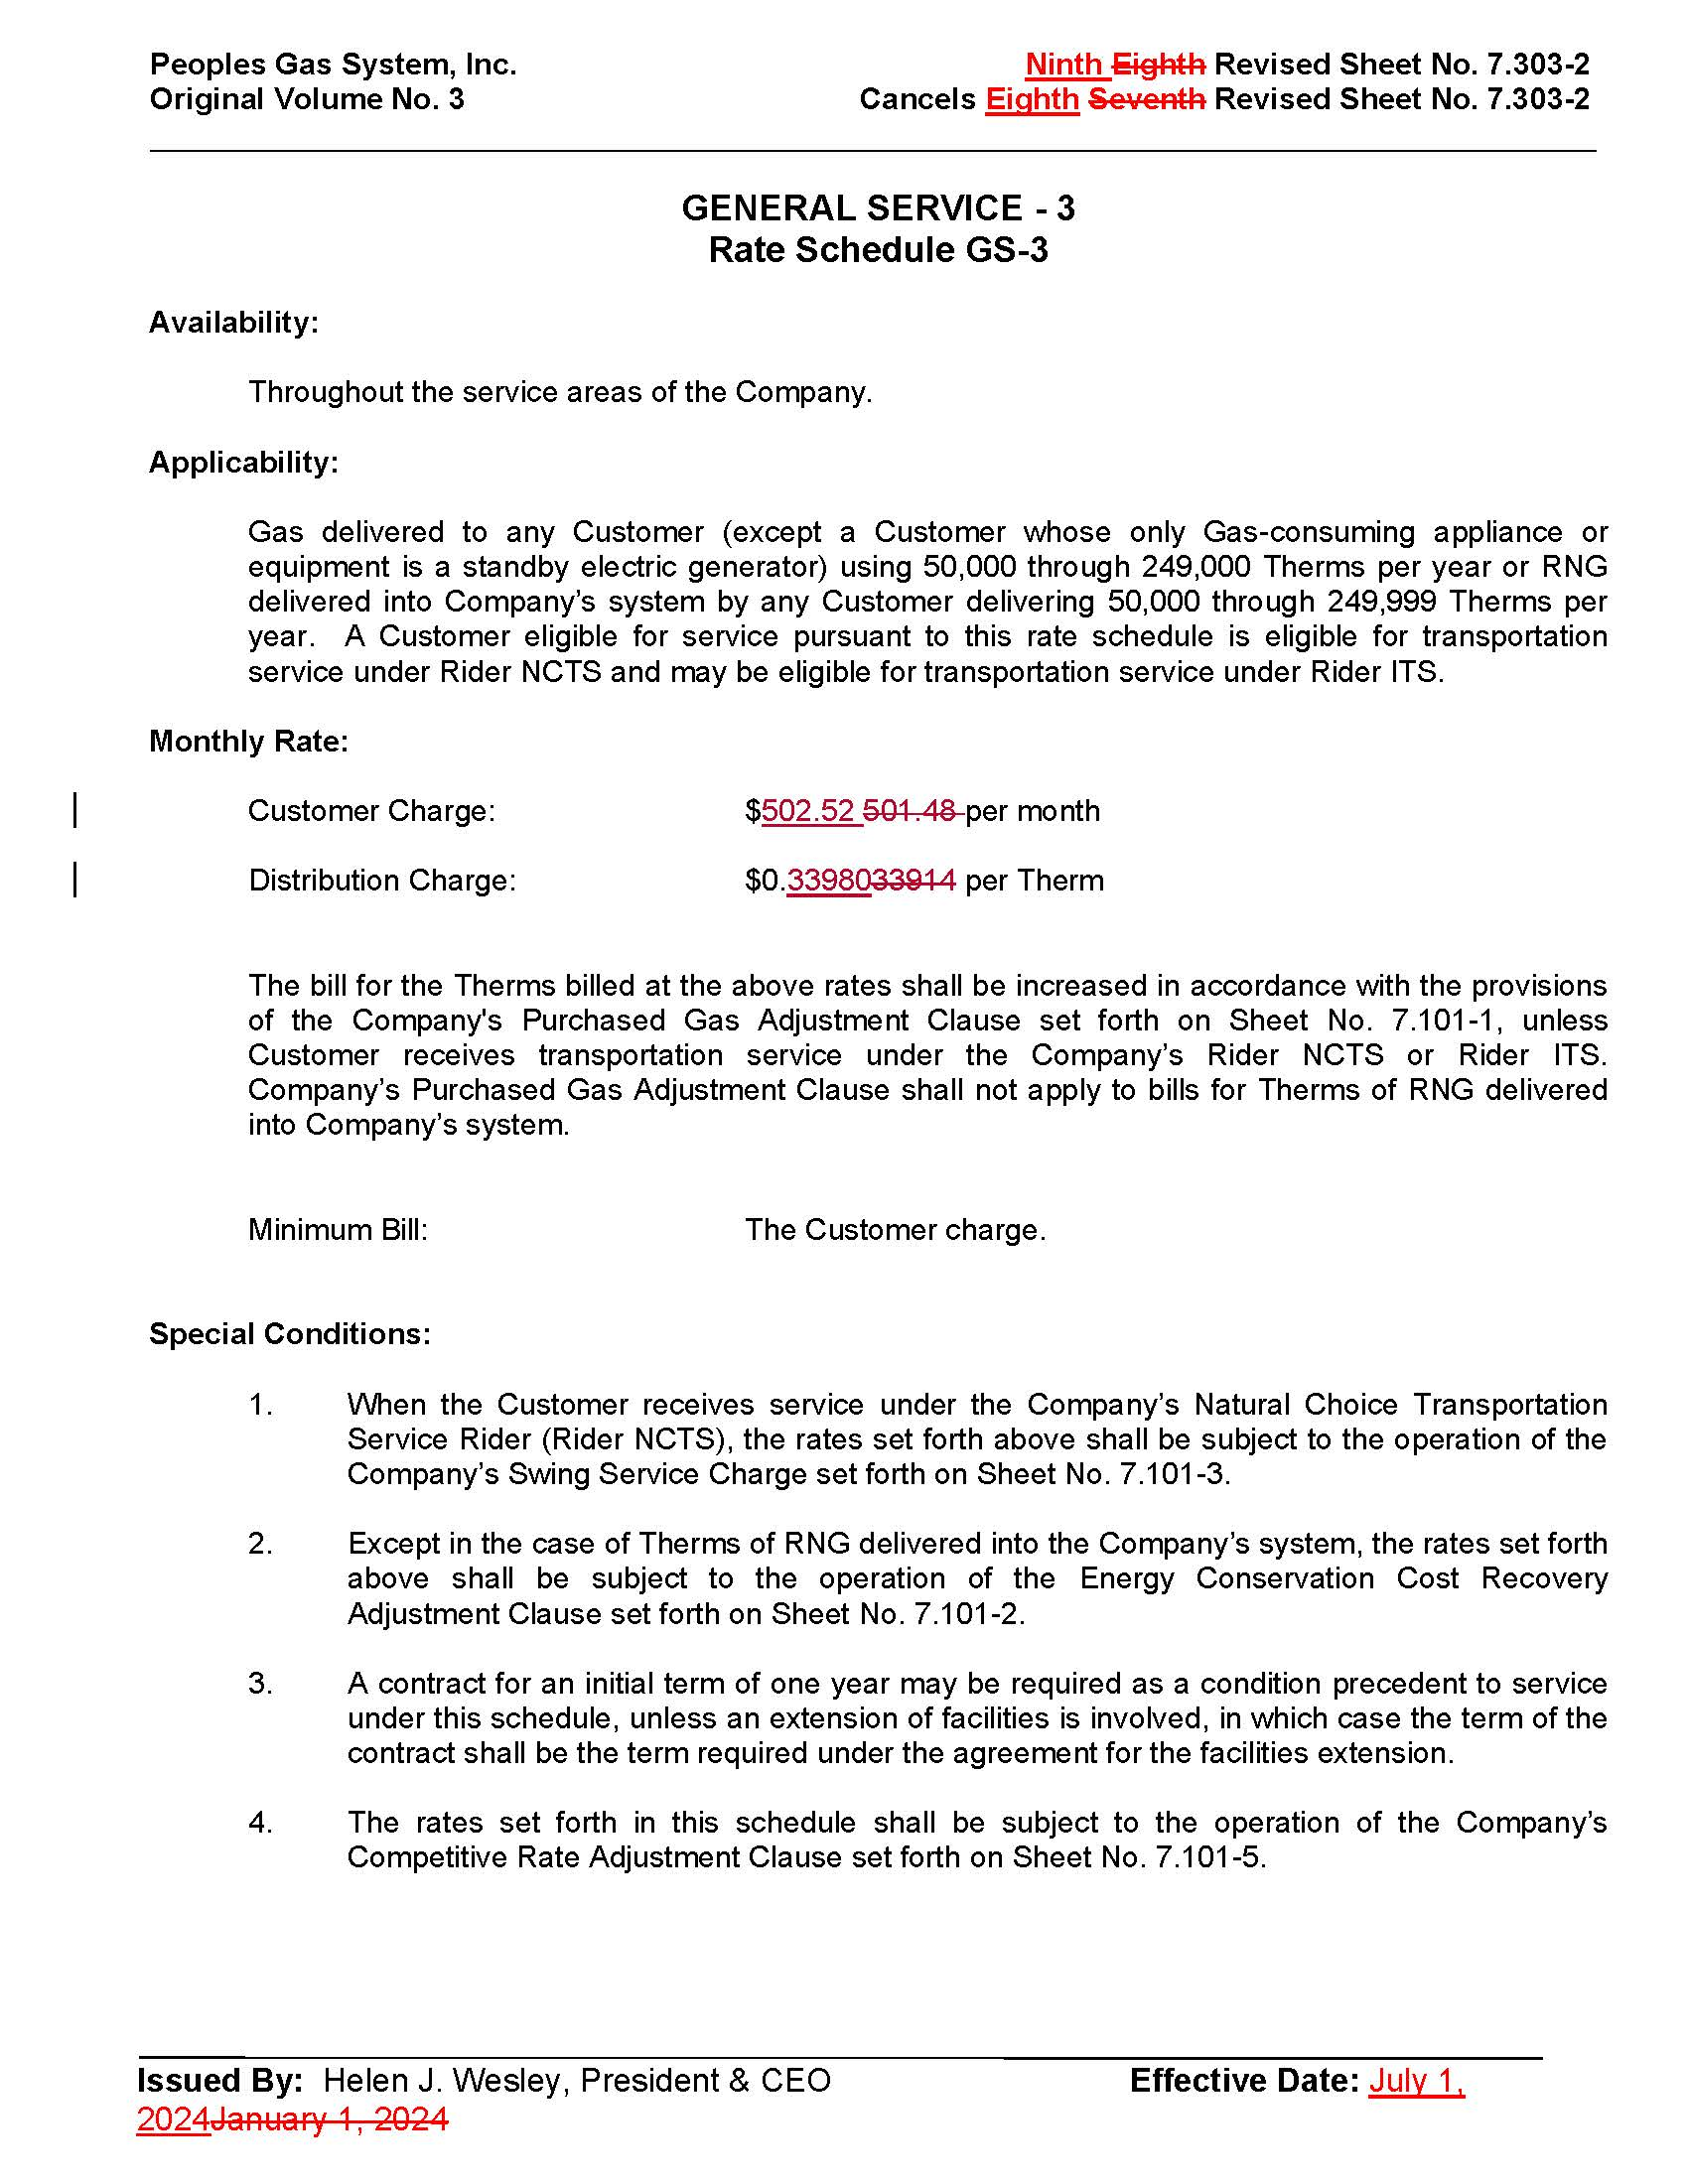 Peoples Gas System, Inc. Ninth Eighth Revised Sheet No. 7.303-2
Original Volume No. 3 Cancels Eighth Seventh Revised Sheet No. 7.303-2
GENERAL SERVICE - 3
Rate Schedule GS-3
Availability:
Throughout the service areas of the Company.
Applicability:
Gas delivered to any Customer (except a Customer whose only Gas-consuming appliance or
equipment is a standby electric generator) using 50,000 through 249,000 Therms per year or RNG
delivered into Company’s system by any Customer delivering 50,000 through 249,999 Therms per
year. A Customer eligible for service pursuant to this rate schedule is eligible for transportation
service under Rider NCTS and may be eligible for transportation service under Rider ITS.
Monthly Rate:
Customer Charge: $502.52 501.48 per month
Distribution Charge: $0.3398033914 per Therm
The bill for the Therms billed at the above rates shall be increased in accordance with the provisions
of the Company's Purchased Gas Adjustment Clause set forth on Sheet No. 7.101-1, unless
Customer receives transportation service under the Company’s Rider NCTS or Rider ITS.
Company’s Purchased Gas Adjustment Clause shall not apply to bills for Therms of RNG delivered
into Company’s system.
Minimum Bill: The Customer charge.
Special Conditions:
1. When the Customer receives service under the Company’s Natural Choice Transportation
Service Rider (Rider NCTS), the rates set forth above shall be subject to the operation of the
Company’s Swing Service Charge set forth on Sheet No. 7.101-3.
2. Except in the case of Therms of RNG delivered into the Company’s system, the rates set forth
above shall be subject to the operation of the Energy Conservation Cost Recovery
Adjustment Clause set forth on Sheet No. 7.101-2.
3. A contract for an initial term of one year may be required as a condition precedent to service
under this schedule, unless an extension of facilities is involved, in which case the term of the
contract shall be the term required under the agreement for the facilities extension.
4. The rates set forth in this schedule shall be subject to the operation of the Company’s
Competitive Rate Adjustment Clause set forth on Sheet No. 7.101-5.
Issued By: Helen J. Wesley, President & CEO Effective Date: July 1,
2024January 1, 2024